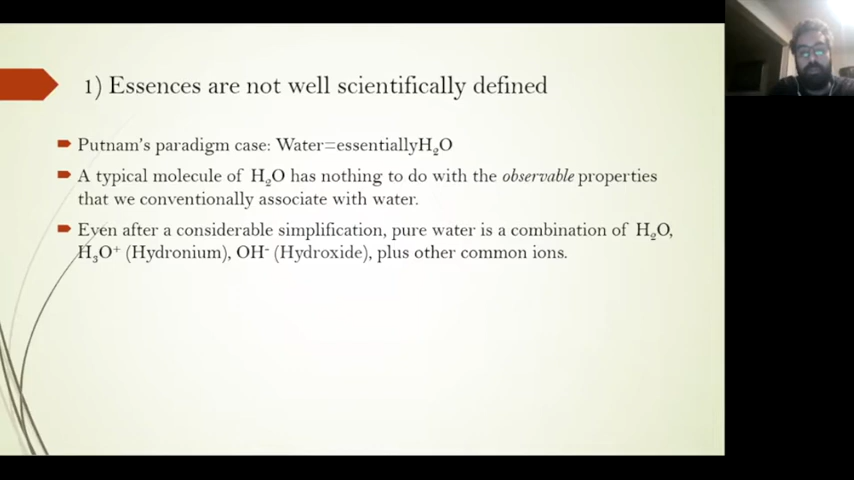 1) Essences are not well scientifically defined
Putnam's paradigm case: Water=essentiallyH₂O
A typical molecule of H₂O has nothing to do with the observable properties
that we conventionally associate with water.
Even after a considerable simplification, pure water is a combination of H₂O,
H₃O⁺ (Hydronium), OH⁻ (Hydroxide), plus other common ions.